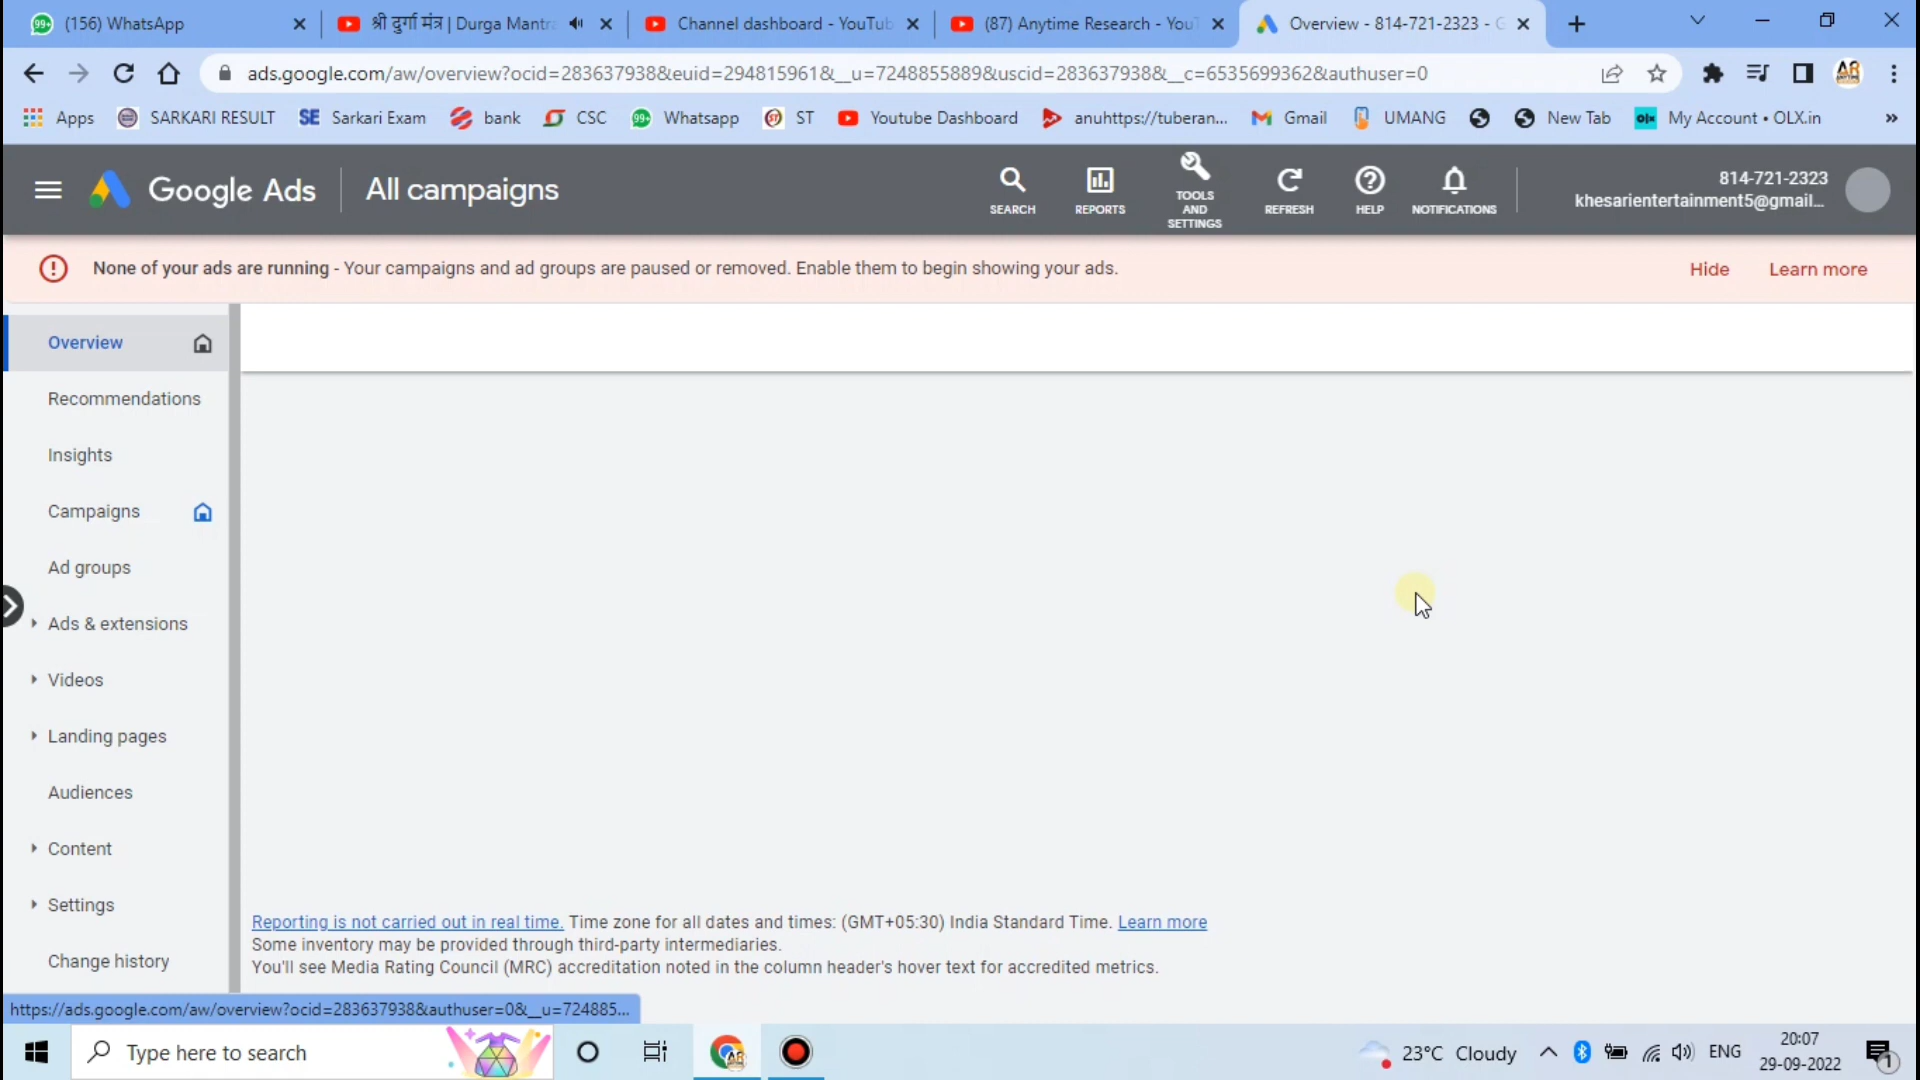 (156) WhatsApp
श्री दुर्गा मंत्र | Durga Mantra
Channel dashboard - YouTub
(87) Anytime Research - You
Overview - 814-721-2323 - G
ads.google.com/aw/overview?ocid=283637938&euid=294815961&__u=7248855889&uscid=283637938&__c=6535699362&authuser=0
Apps
SARKARI RESULT
SE Sarkari Exam
bank
CSC
99+ Whatsapp
ST
Youtube Dashboard
anuhttps://tuberan...
Gmail
UMANG
New Tab
olx My Account • OLX.in
»
Google Ads
All campaigns
SEARCH
REPORTS
TOOLS
AND
SETTINGS
REFRESH
HELP
NOTIFICATIONS
814-721-2323
khesarientertainment5@gmail...
None of your ads are running - Your campaigns and ad groups are paused or removed. Enable them to begin showing your ads.
Hide
Learn more
Overview
Recommendations
Insights
Campaigns
Ad groups
Ads & extensions
Videos
Landing pages
Audiences
Content
Settings
Change history
Reporting is not carried out in real time. Time zone for all dates and times: (GMT+05:30) India Standard Time. Learn more
Some inventory may be provided through third-party intermediaries.
You'll see Media Rating Council (MRC) accreditation noted in the column header's hover text for accredited metrics.
https://ads.google.com/aw/overview?ocid=283637938&authuser=0&__u=724885...
Type here to search
23°C Cloudy
ENG
20:07
29-09-2022
1